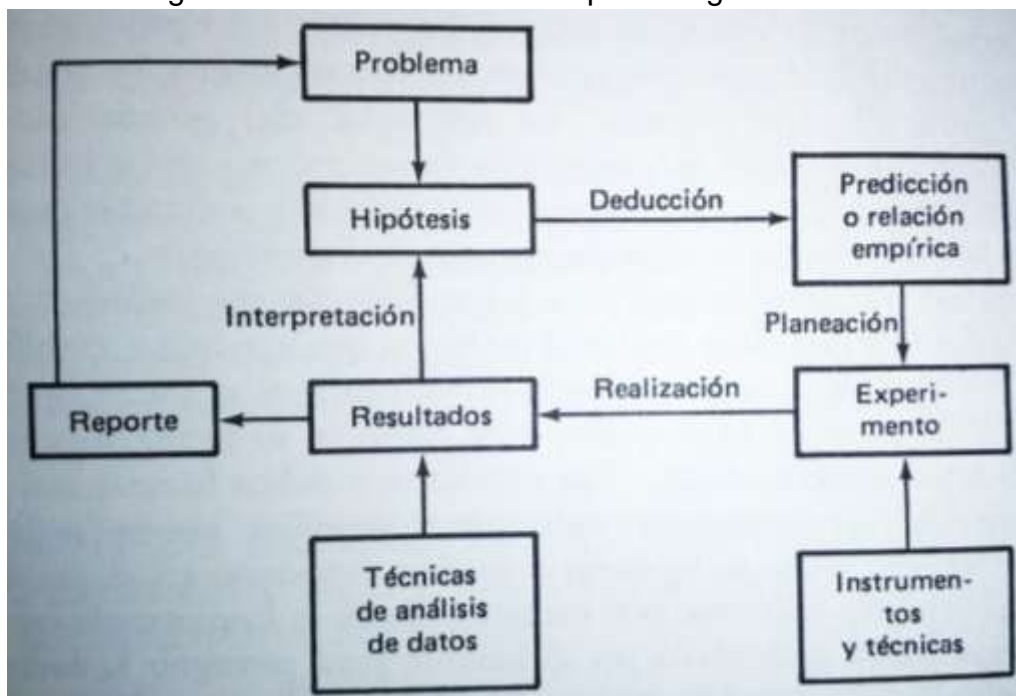 Problema
Hipótesis
Deducción
Predicción
o relación
empírica
Interpretación
Planeación
Reporte
Resultados
Realización
Experi-
mento
Técnicas
de análisis
de datos
Instrumen-
tos
y técnicas